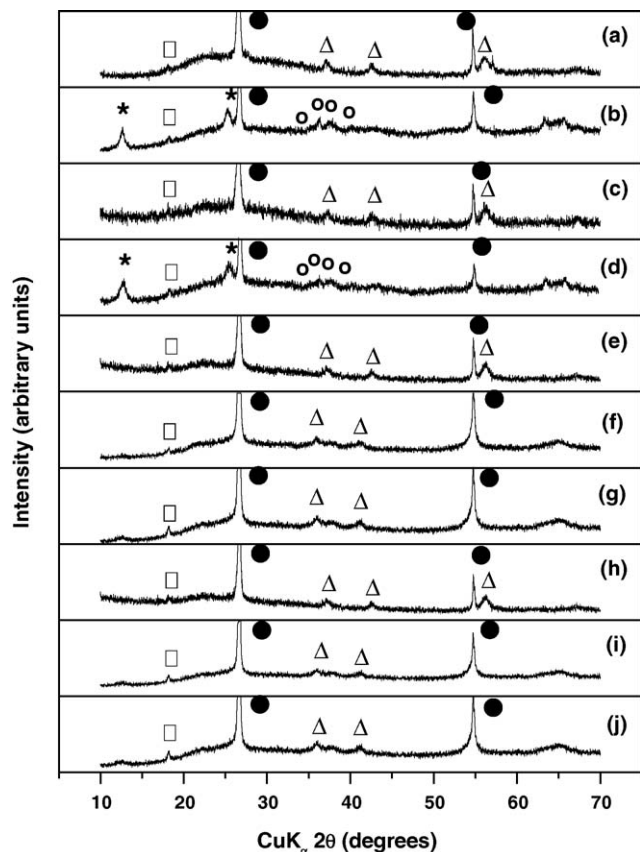 (a)
* * o o o o (b)
(c)
* * o o o o (d)
(e)
(f)
(g)
(h)
(i)
(j)
Δ Δ Δ
Δ Δ Δ
Δ Δ Δ
Δ Δ
Δ Δ
Δ Δ Δ
Δ Δ
Δ Δ
Intensity (arbitrary units)
10 20 30 40 50 60 70
CuKα 2θ (degrees)